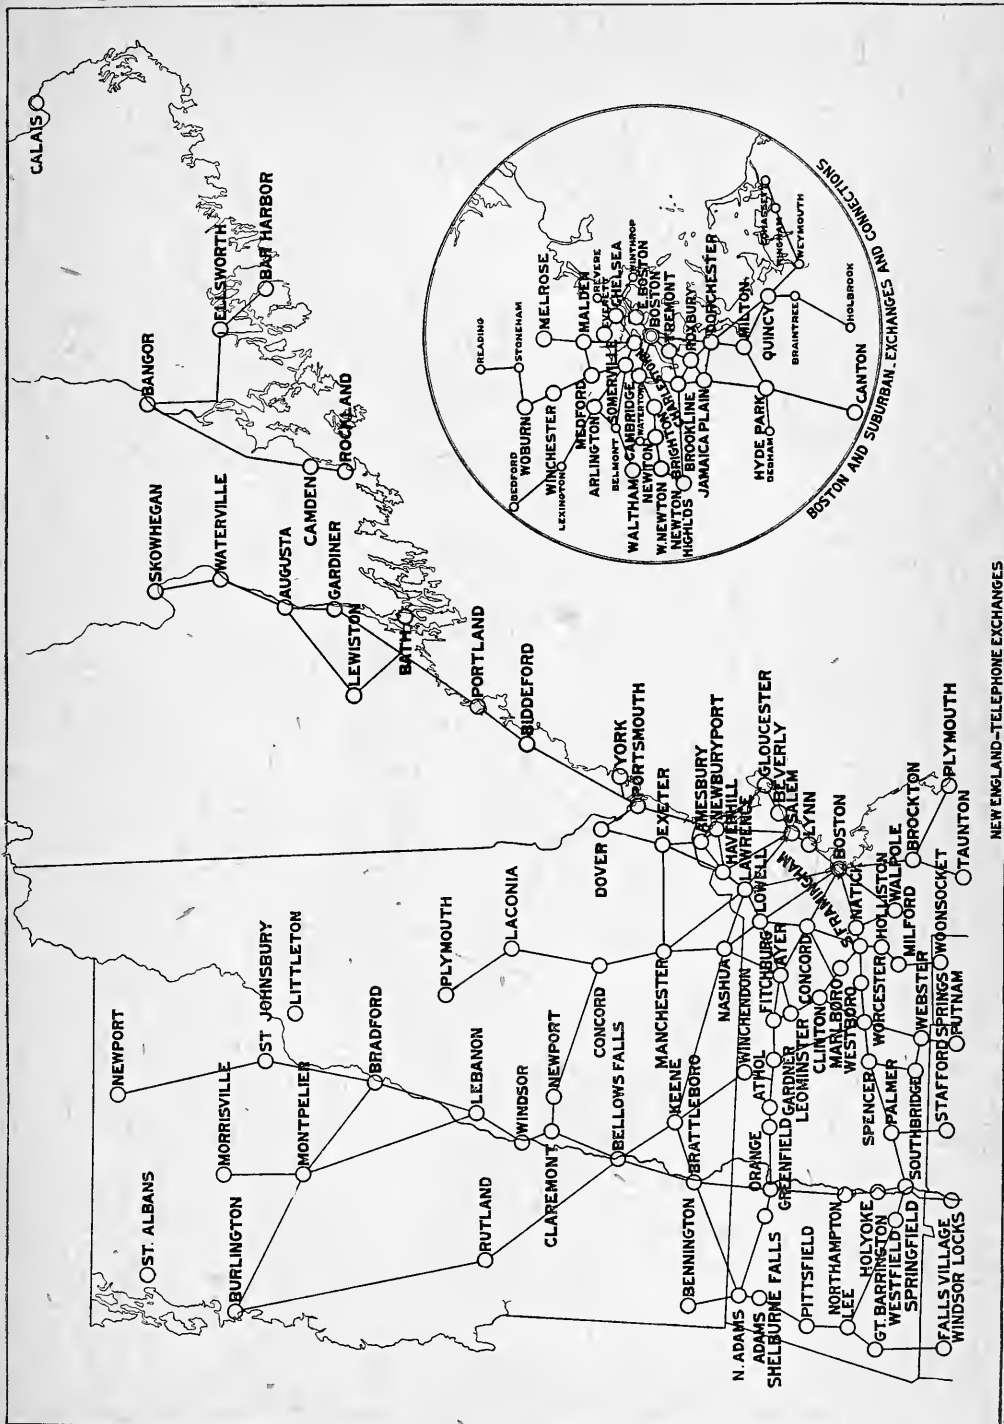 CALAIS
BANGOR
ELLSWORTH
BAR HARBOR
SKOWHEGAN
WATERVILLE
AUGUSTA
CAMDEN
ROCKLAND
GARDINER
LEWISTON
BATH
PORTLAND
BIDDEFORD
YORK
PORTSMOUTH
DOVER
EXETER
AMESBURY
NEWBURYPORT
HAVERHILL
LAWRENCE
LOWELL
GLOUCESTER
BEVERLY
SALEM
LYNN
BOSTON
S. FRAMINGHAM
NATICK
HOLLISTON
WALPOLE
BROCKTON
PLYMOUTH
TAUNTON
MILFORD
WOONSOCKET
NEWPORT
ST JOHNSBURY
LITTLETON
MORRISVILLE
MONTPELIER
BRADFORD
ST. ALBANS
BURLINGTON
RUTLAND
LEBANON
WINDSOR
CLAREMONT
NEWPORT
BELLOWS FALLS
PLYMOUTH
LACONIA
CONCORD
MANCHESTER
NASHUA
KEENE
BRATTLEBORO
WINCHENDON
FITCHBURG
AYER
CONCORD
ATHOL
GARDNER
LEOMINSTER
CLINTON
MARLBORO
WESTBORO
WORCESTER
WEBSTER
PUTNAM
SPENCER
PALMER
SOUTHBRIDGE
STAFFORD SPRINGS
BENNINGTON
ORANGE
GREENFIELD
N. ADAMS
ADAMS
SHELBURNE FALLS
PITTSFIELD
NORTHAMPTON
LEE
HOLYOKE
GT. BARRINGTON
WESTFIELD
SPRINGFIELD
FALLS VILLAGE
WINDSOR LOCKS
READING
STONEHAM
MELROSE
MALDEN
REVERE
EVERETT
CHELSEA
WINTHROP
E. BOSTON
BOSTON
TREMONT
ROXBURY
DORCHESTER
MILTON
QUINCY
BRAINTREE
HOLBROOK
COHASSET
HINGHAM
WEYMOUTH
BEDFORD
WOBURN
WINCHESTER
LEXINGTON
MEDFORD
ARLINGTON
BELMONT
SOMERVILLE
WALTHAM
CAMBRIDGE
WATERTOWN
CHARLESTOWN
NEWTON
W. NEWTON
BRIGHTON
NEWTON
HIGHLDS
BROOKLINE
JAMAICA PLAIN
HYDE PARK
DEDHAM
CANTON
BOSTON AND SUBURBAN. EXCHANGES AND CONNECTIONS
NEW ENGLAND-TELEPHONE EXCHANGES